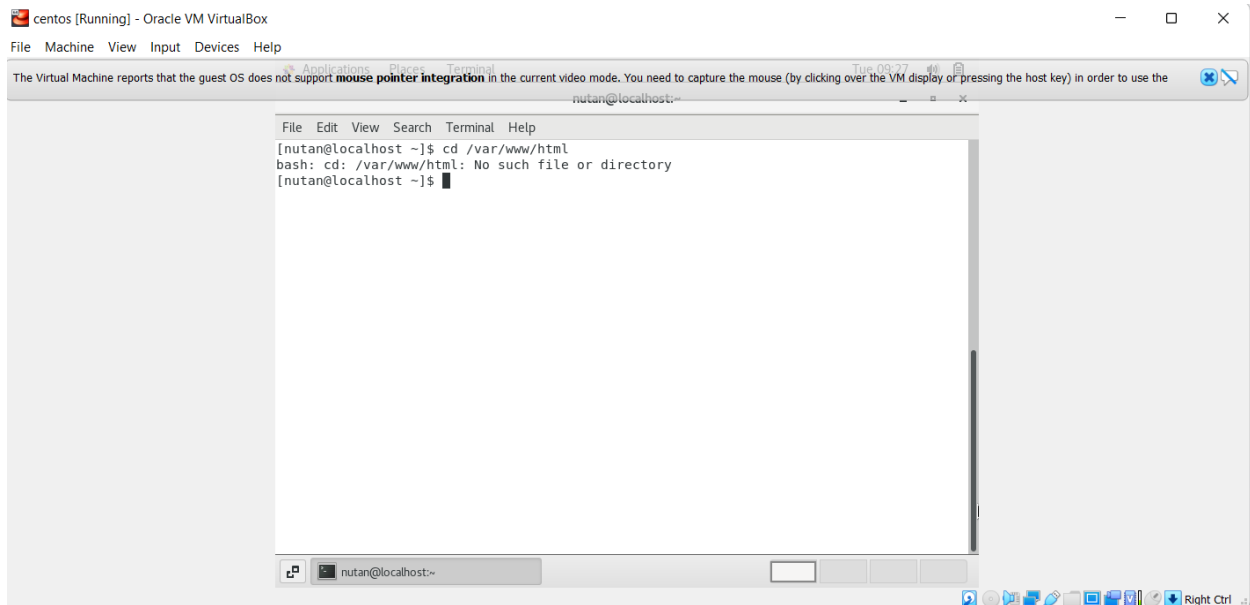 centos [Running] - Oracle VM VirtualBox
File Machine View Input Devices Help
Applications Places Terminal Tue 09:27
The Virtual Machine reports that the guest OS does not support mouse pointer integration in the current video mode. You need to capture the mouse (by clicking over the VM display or pressing the host key) in order to use the
nutan@localhost:~
File Edit View Search Terminal Help
[nutan@localhost ~]$ cd /var/www/html
bash: cd: /var/www/html: No such file or directory
[nutan@localhost ~]$
nutan@localhost:~
Right Ctrl